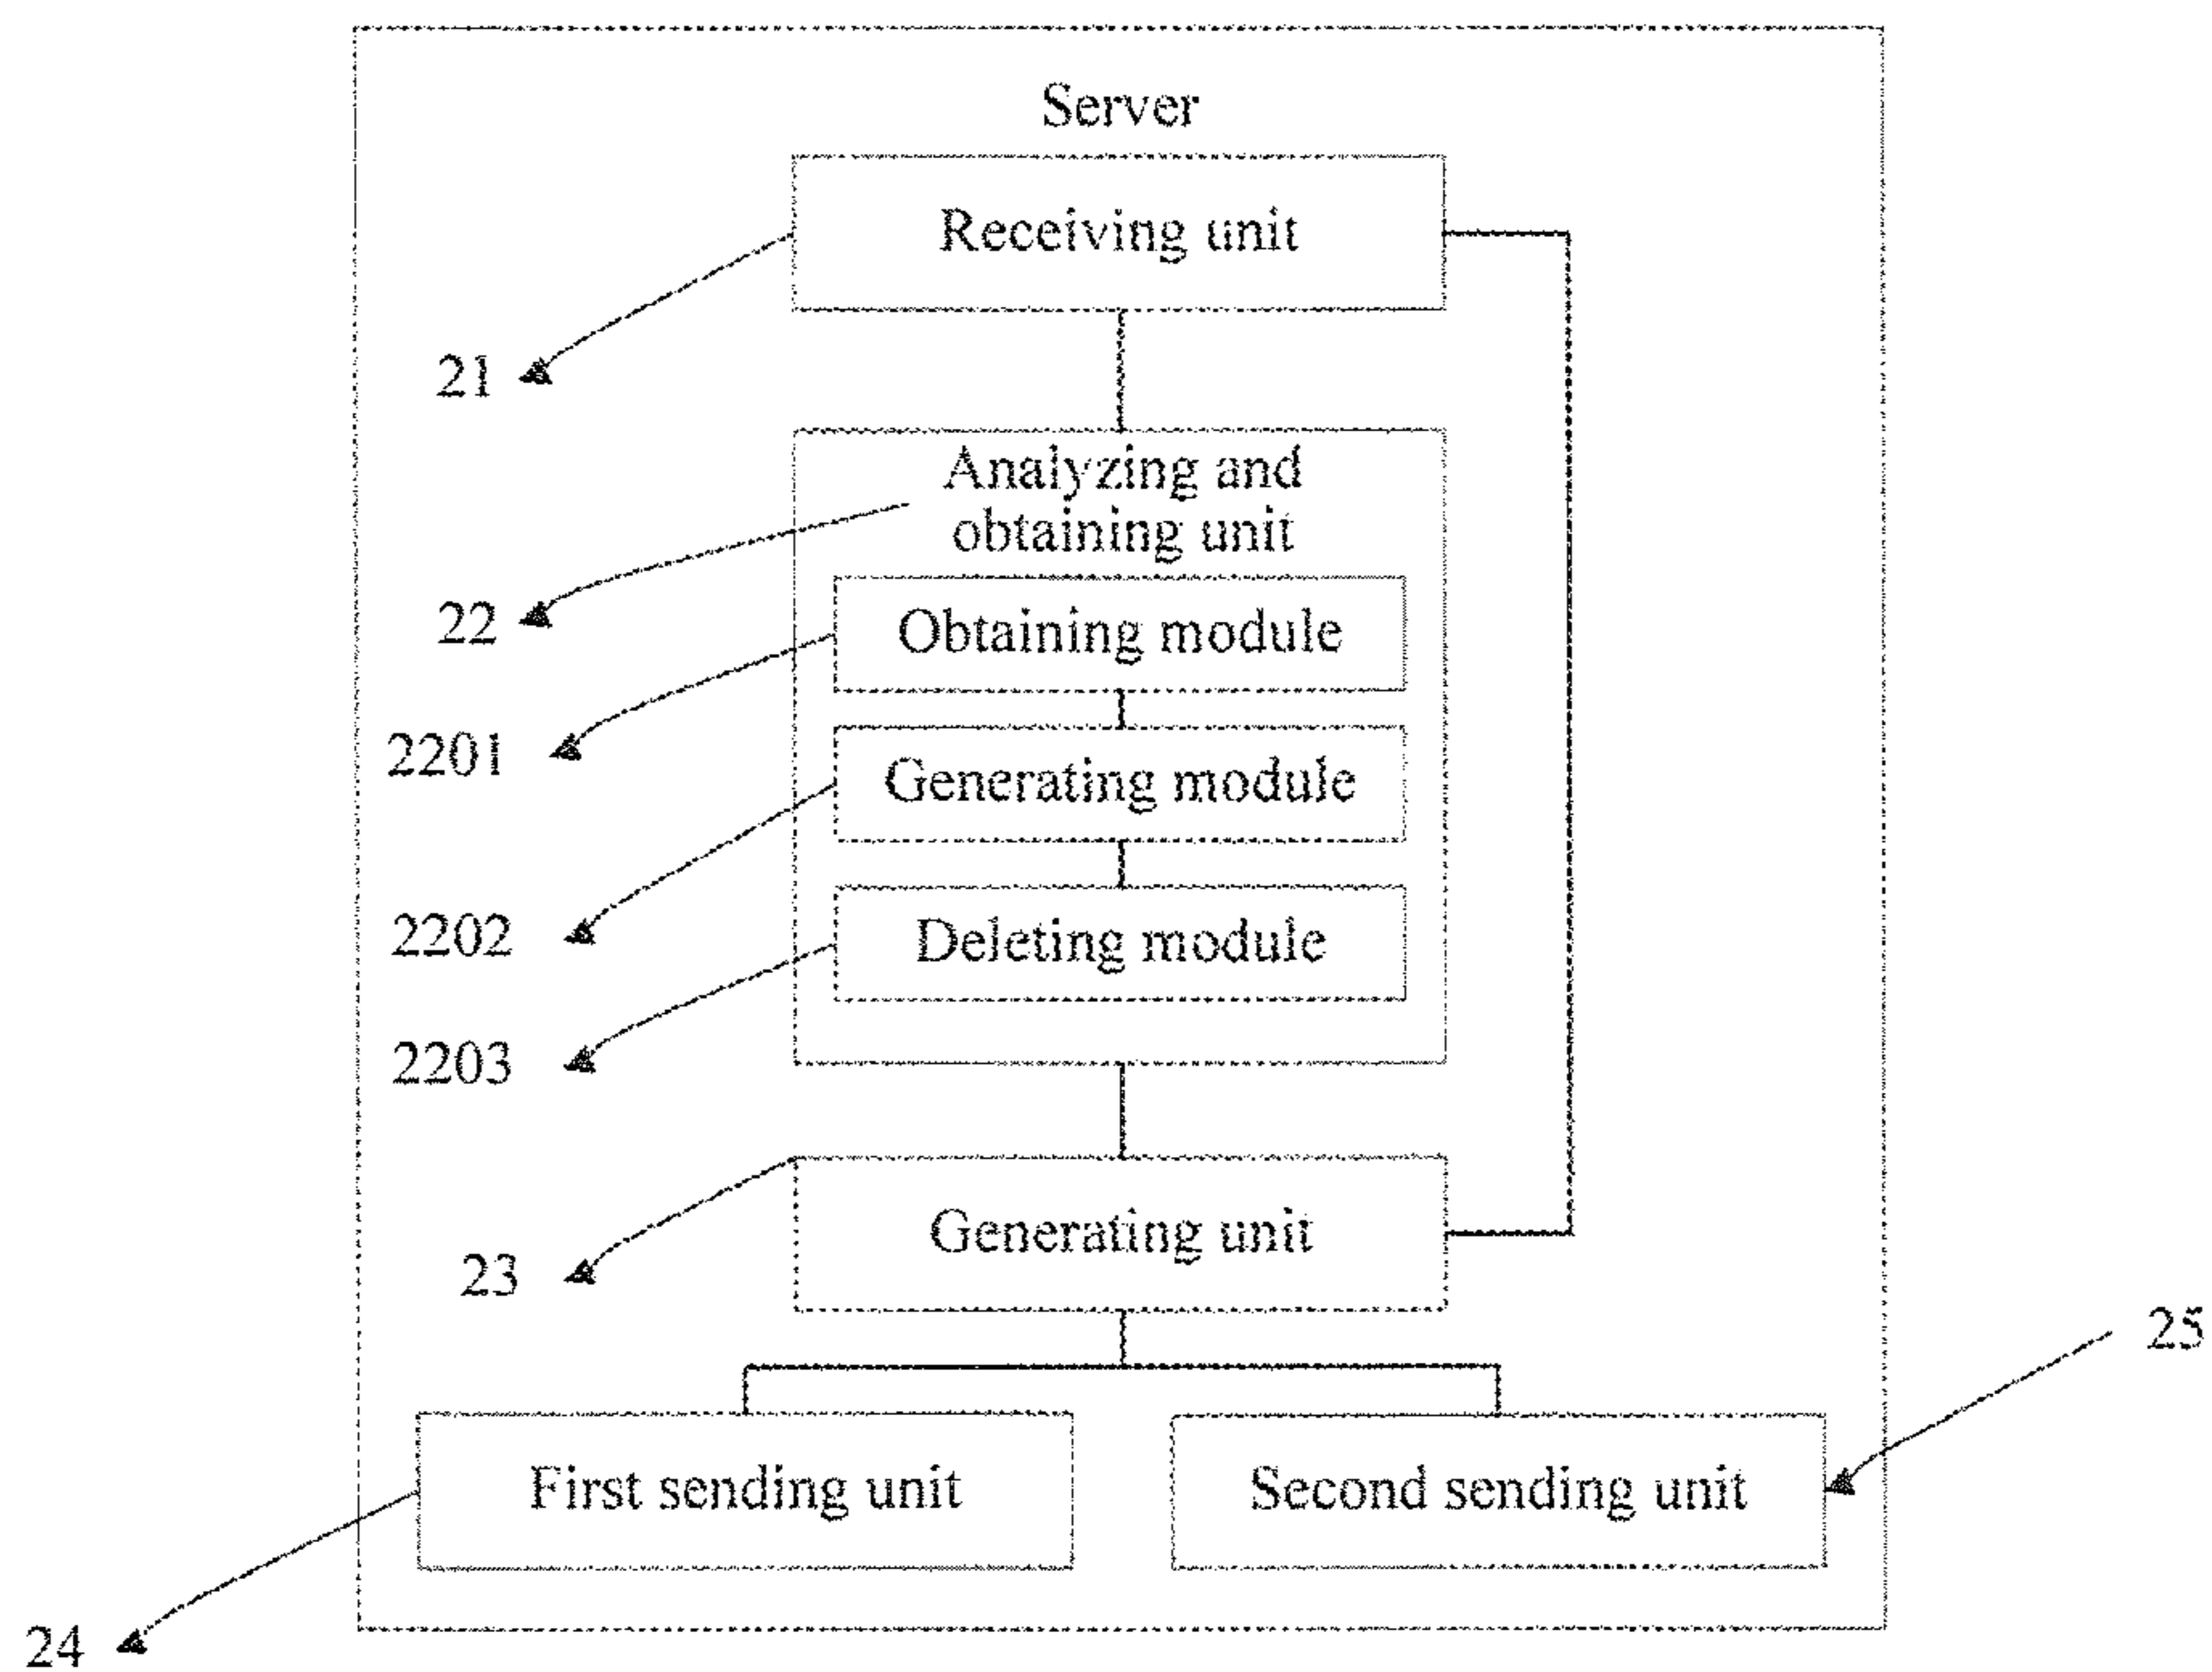 Server
Receiving unit
21
Analyzing and
obtaining unit
22
Obtaining module
2201
Generating module
2202
Deleting module
2203
Generating unit
23
25
First sending unit
Second sending unit
24